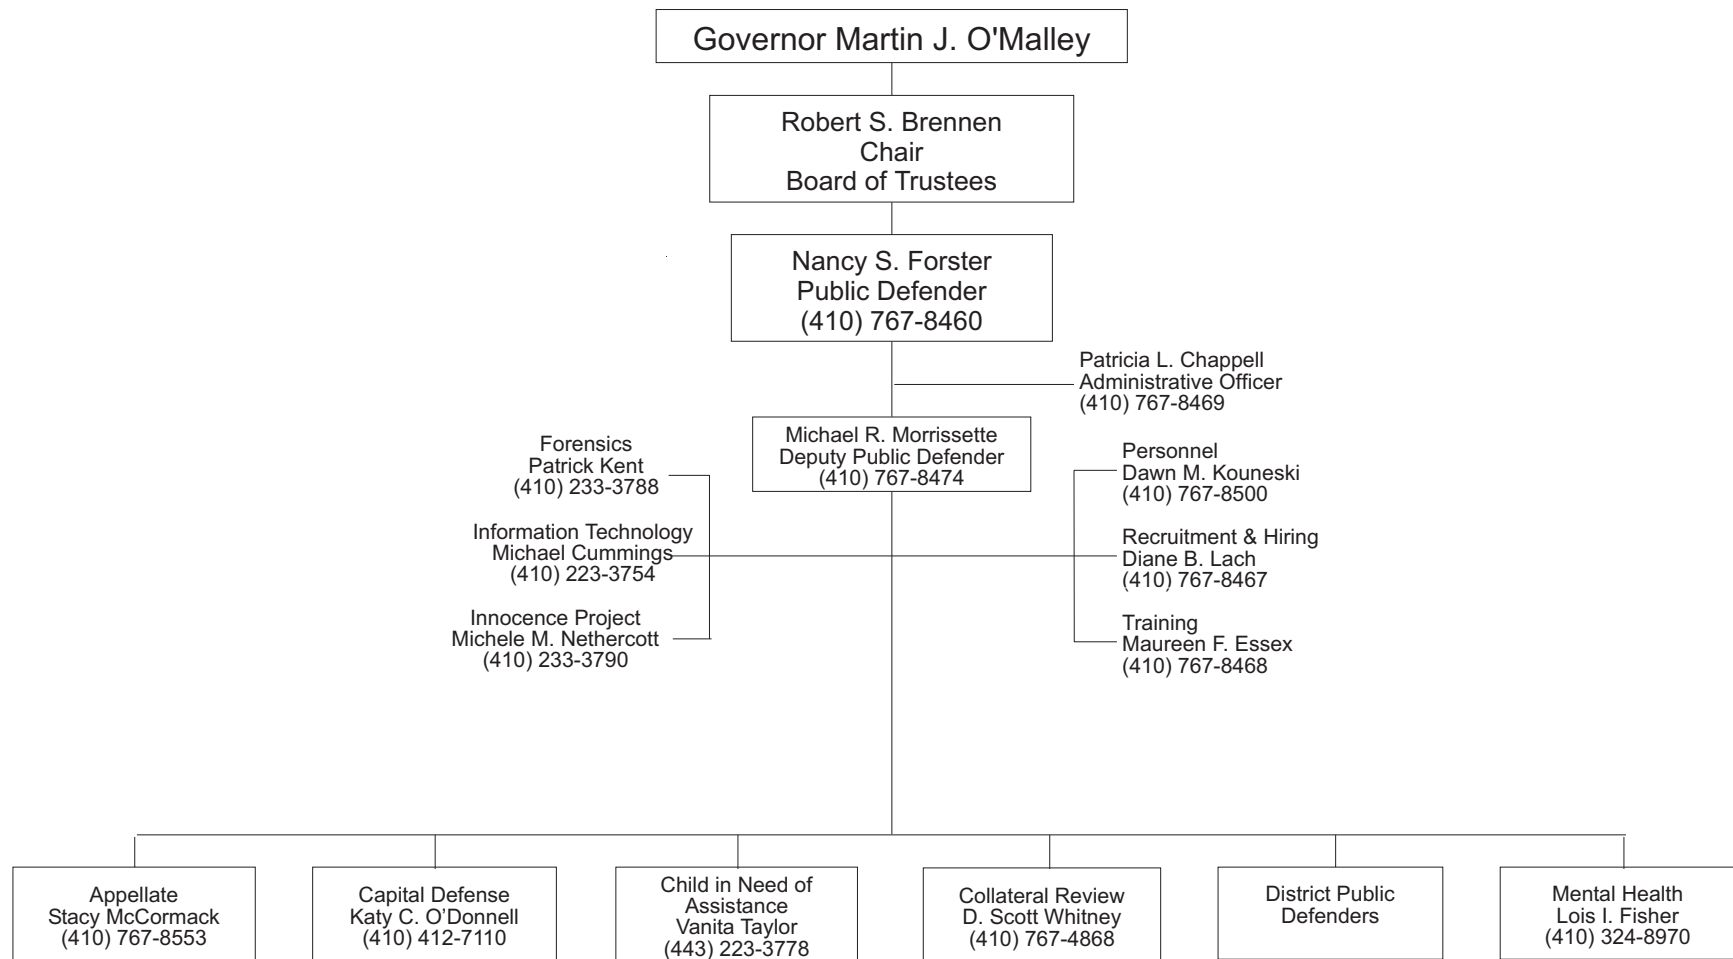 Governor Martin J. O'Malley
Robert S. Brennen
Chair
Board of Trustees
Nancy S. Forster
Public Defender
(410) 767-8460
Patricia L. Chappell
Administrative Officer
(410) 767-8469
Michael R. Morrissette
Deputy Public Defender
(410) 767-8474
Forensics
Patrick Kent
(410) 233-3788
Information Technology
Michael Cummings
(410) 223-3754
Innocence Project
Michele M. Nethercott
(410) 233-3790
Personnel
Dawn M. Kouneski
(410) 767-8500
Recruitment & Hiring
Diane B. Lach
(410) 767-8467
Training
Maureen F. Essex
(410) 767-8468
Appellate
Stacy McCormack
(410) 767-8553
Capital Defense
Katy C. O’Donnell
(410) 412-7110
Child in Need of
Assistance
Vanita Taylor
(443) 223-3778
Collateral Review
D. Scott Whitney
(410) 767-4868
District Public
Defenders
Mental Health
Lois I. Fisher
(410) 324-8970